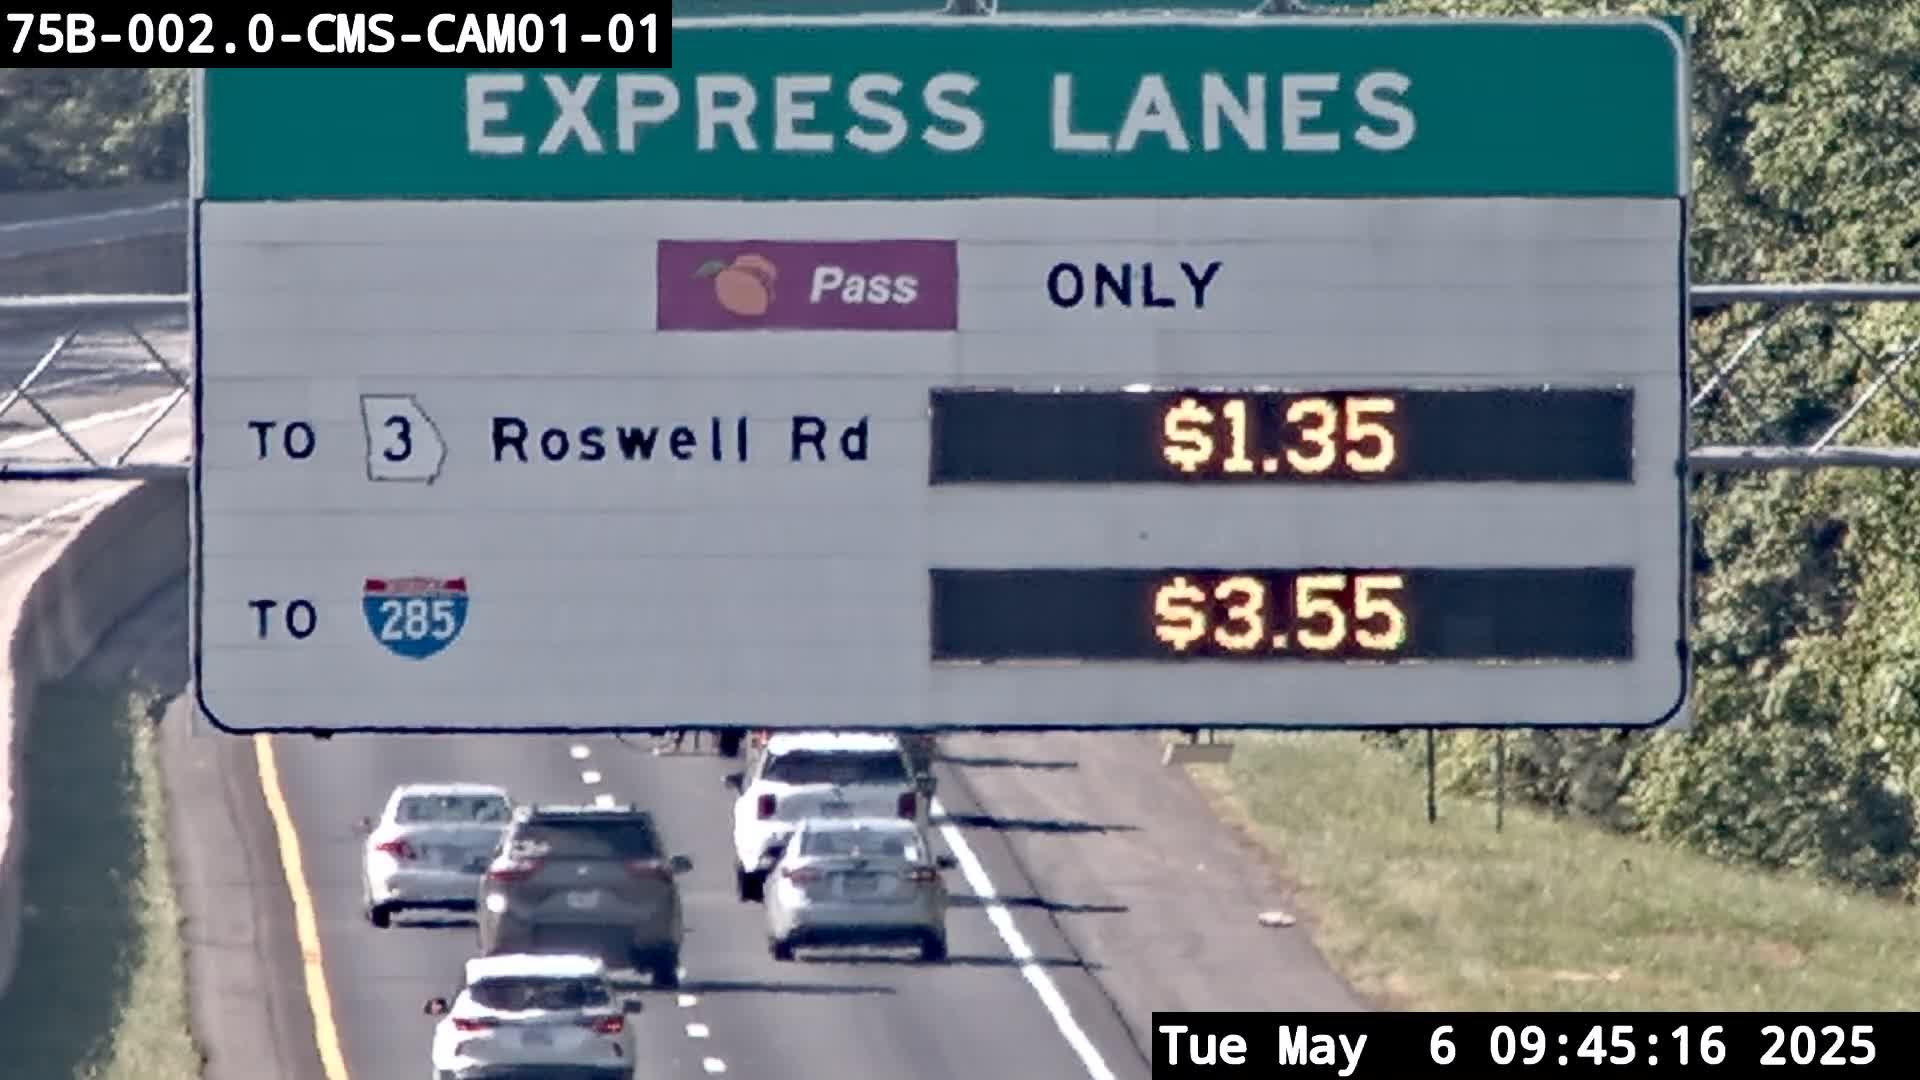 75B-002.0-CMS-CAM01-01
EXPRESS LANES
Pass ONLY
TO 3 Roswell Rd $1.35
TO 285 $3.55
Tue May 6 09:45:16 2025